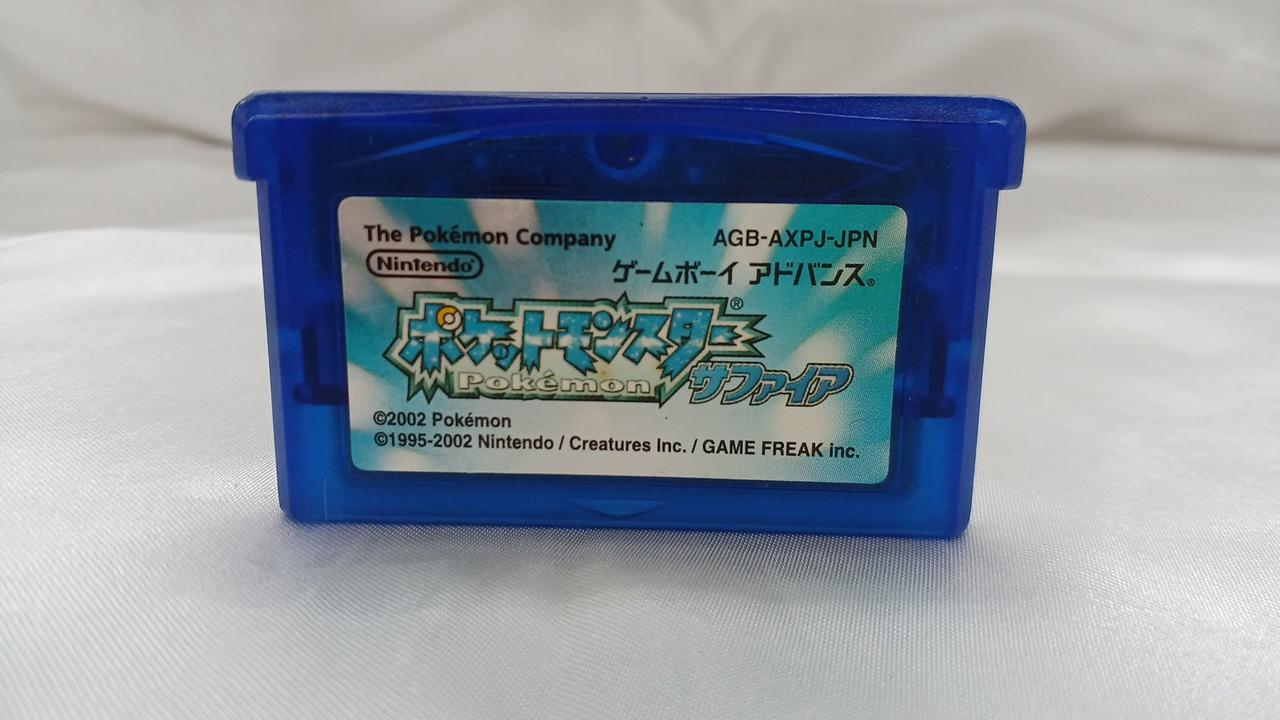 The Pokémon Company AGB-AXPJ-JPN
Nintendo® ゲームボーイ アドバンス®
ポケットモンスター®
Pokémon サファイア
©2002 Pokémon
©1995-2002 Nintendo / Creatures Inc. / GAME FREAK inc.